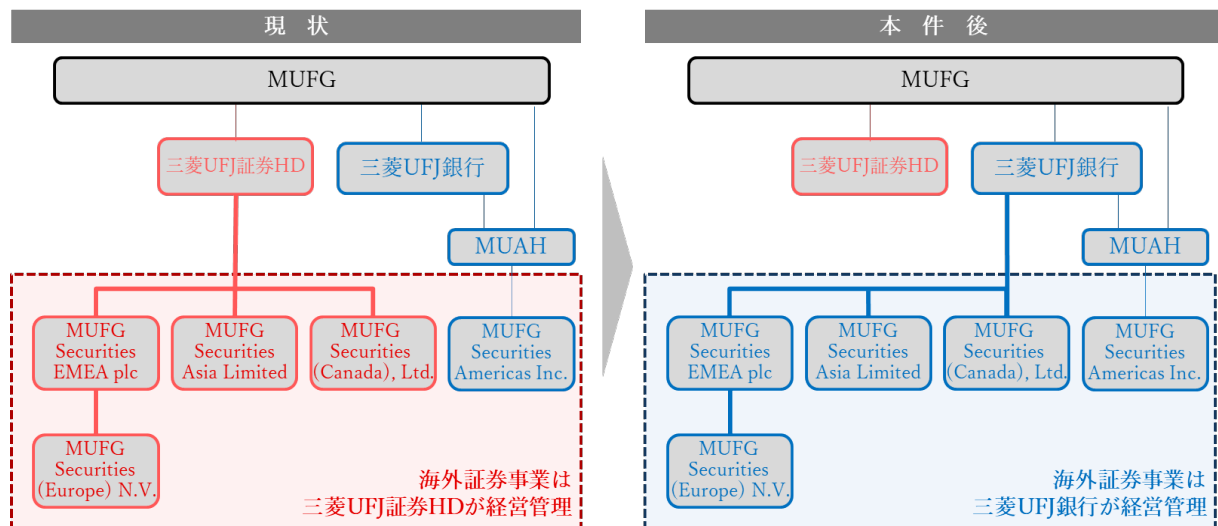 現 状
MUFG
三菱UFJ証券HD
三菱UFJ銀行
MUAH
MUFG
Securities
EMEA plc
MUFG
Securities
Asia Limited
MUFG
Securities
(Canada), Ltd.
MUFG
Securities
Americas Inc.
MUFG
Securities
(Europe) N.V.
海外証券事業は
三菱UFJ証券HDが経営管理
本 件 後
MUFG
三菱UFJ証券HD
三菱UFJ銀行
MUAH
MUFG
Securities
EMEA plc
MUFG
Securities
Asia Limited
MUFG
Securities
(Canada), Ltd.
MUFG
Securities
Americas Inc.
MUFG
Securities
(Europe) N.V.
海外証券事業は
三菱UFJ銀行が経営管理